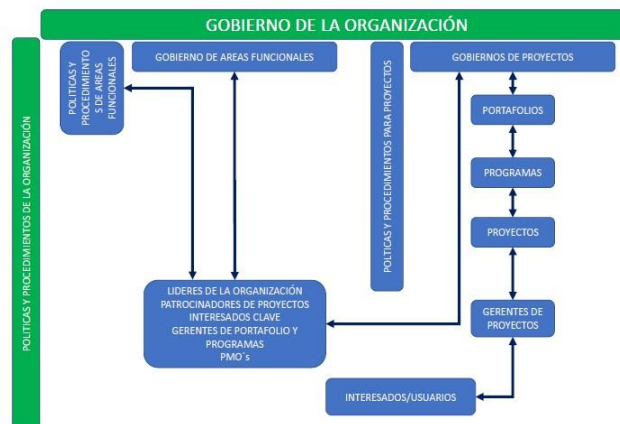 GOBIERNO DE LA ORGANIZACIÓN
POLITICAS Y PROCEDIMIENTOS DE LA ORGANIZACIÓN
POLITICAS Y
PROCEDIMIENTO
S DE AREAS
FUNCIONALES
GOBIERNO DE AREAS FUNCIONALES
POLTICAS Y PROCEDIMIENTOS PARA PROYECTOS
GOBIERNOS DE PROYECTOS
PORTAFOLIOS
PROGRAMAS
PROYECTOS
LIDERES DE LA ORGANIZACIÓN
PATROCINADORES DE PROYECTOS
INTERESADOS CLAVE
GERENTES DE PORTAFOLIO Y
PROGRAMAS
PMO´s
GERENTES DE
PROYECTOS
INTERESADOS/USUARIOS